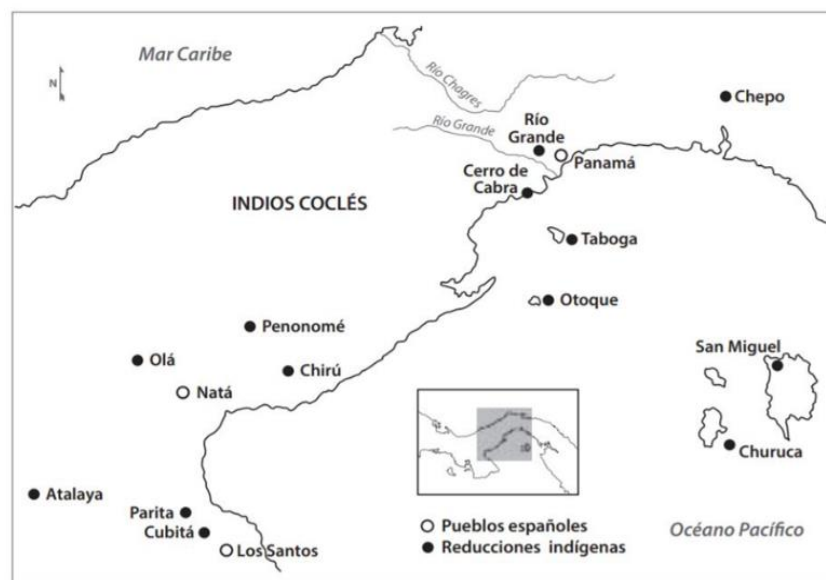 Mar Caribe
N
Río Chagres
Río Grande
Chepo
Río
Grande
Panamá
Cerro de
Cabra
INDIOS COCLÉS
Taboga
Otoque
Penonomé
Olá
Chirú
Natá
San Miguel
Churuca
Atalaya
Parita
Cubitá
Los Santos
Pueblos españoles
Reducciones indígenas
Océano Pacífico